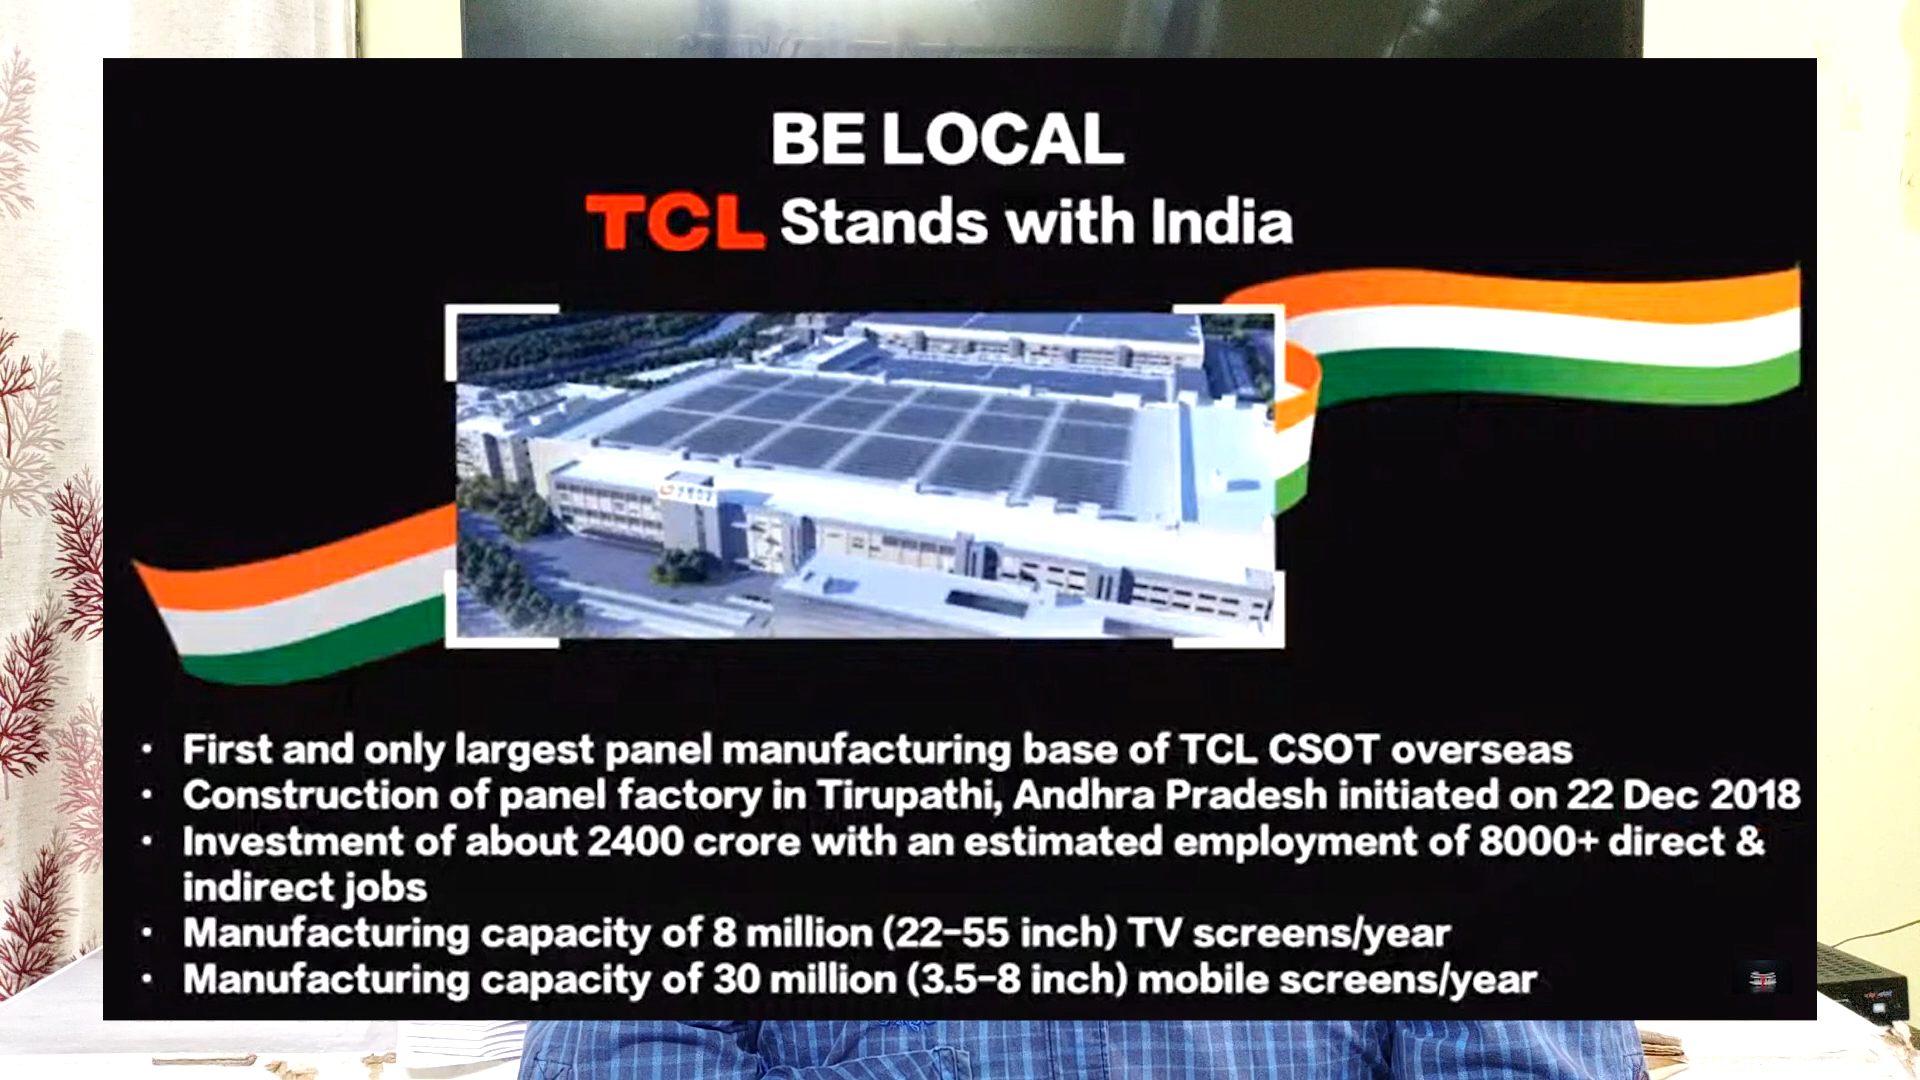 BE LOCAL
TCL Stands with India
• First and only largest panel manufacturing base of TCL CSOT overseas
• Construction of panel factory in Tirupathi, Andhra Pradesh initiated on 22 Dec 2018
• Investment of about 2400 crore with an estimated employment of 8000+ direct &
indirect jobs
• Manufacturing capacity of 8 million (22-55 inch) TV screens/year
• Manufacturing capacity of 30 million (3.5-8 inch) mobile screens/year